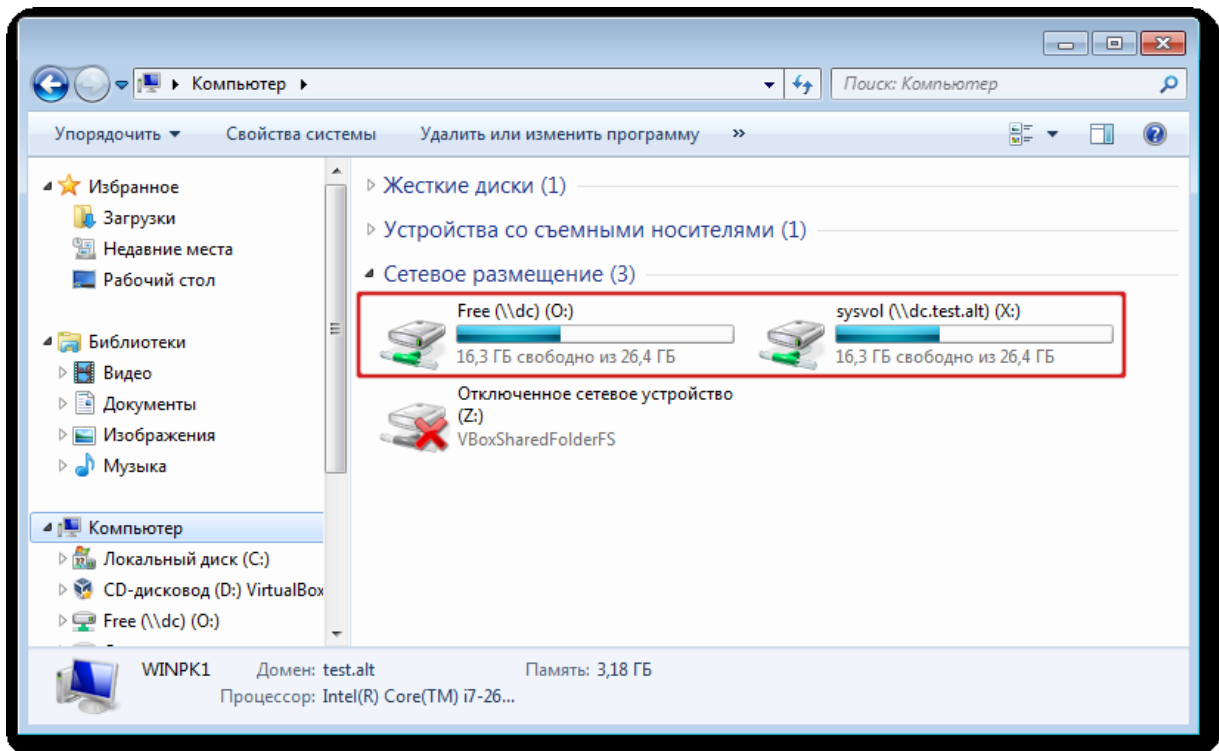 Компьютер
Поиск: Компьютер
Упорядочить Свойства системы Удалить или изменить программу »
Избранное
Загрузки
Недавние места
Рабочий стол
Библиотеки
Видео
Документы
Изображения
Музыка
Компьютер
Локальный диск (C:)
CD-дисковод (D:) VirtualBox
Free (\\dc) (O:)
Жесткие диски (1)
Устройства со съемными носителями (1)
Сетевое размещение (3)
Free (\\dc) (O:)
16,3 ГБ свободно из 26,4 ГБ
sysvol (\\dc.test.alt) (X:)
16,3 ГБ свободно из 26,4 ГБ
Отключенное сетевое устройство
(Z:)
VBoxSharedFolderFS
WINPK1 Домен: test.alt Память: 3,18 ГБ
Процессор: Intel(R) Core(TM) i7-26...